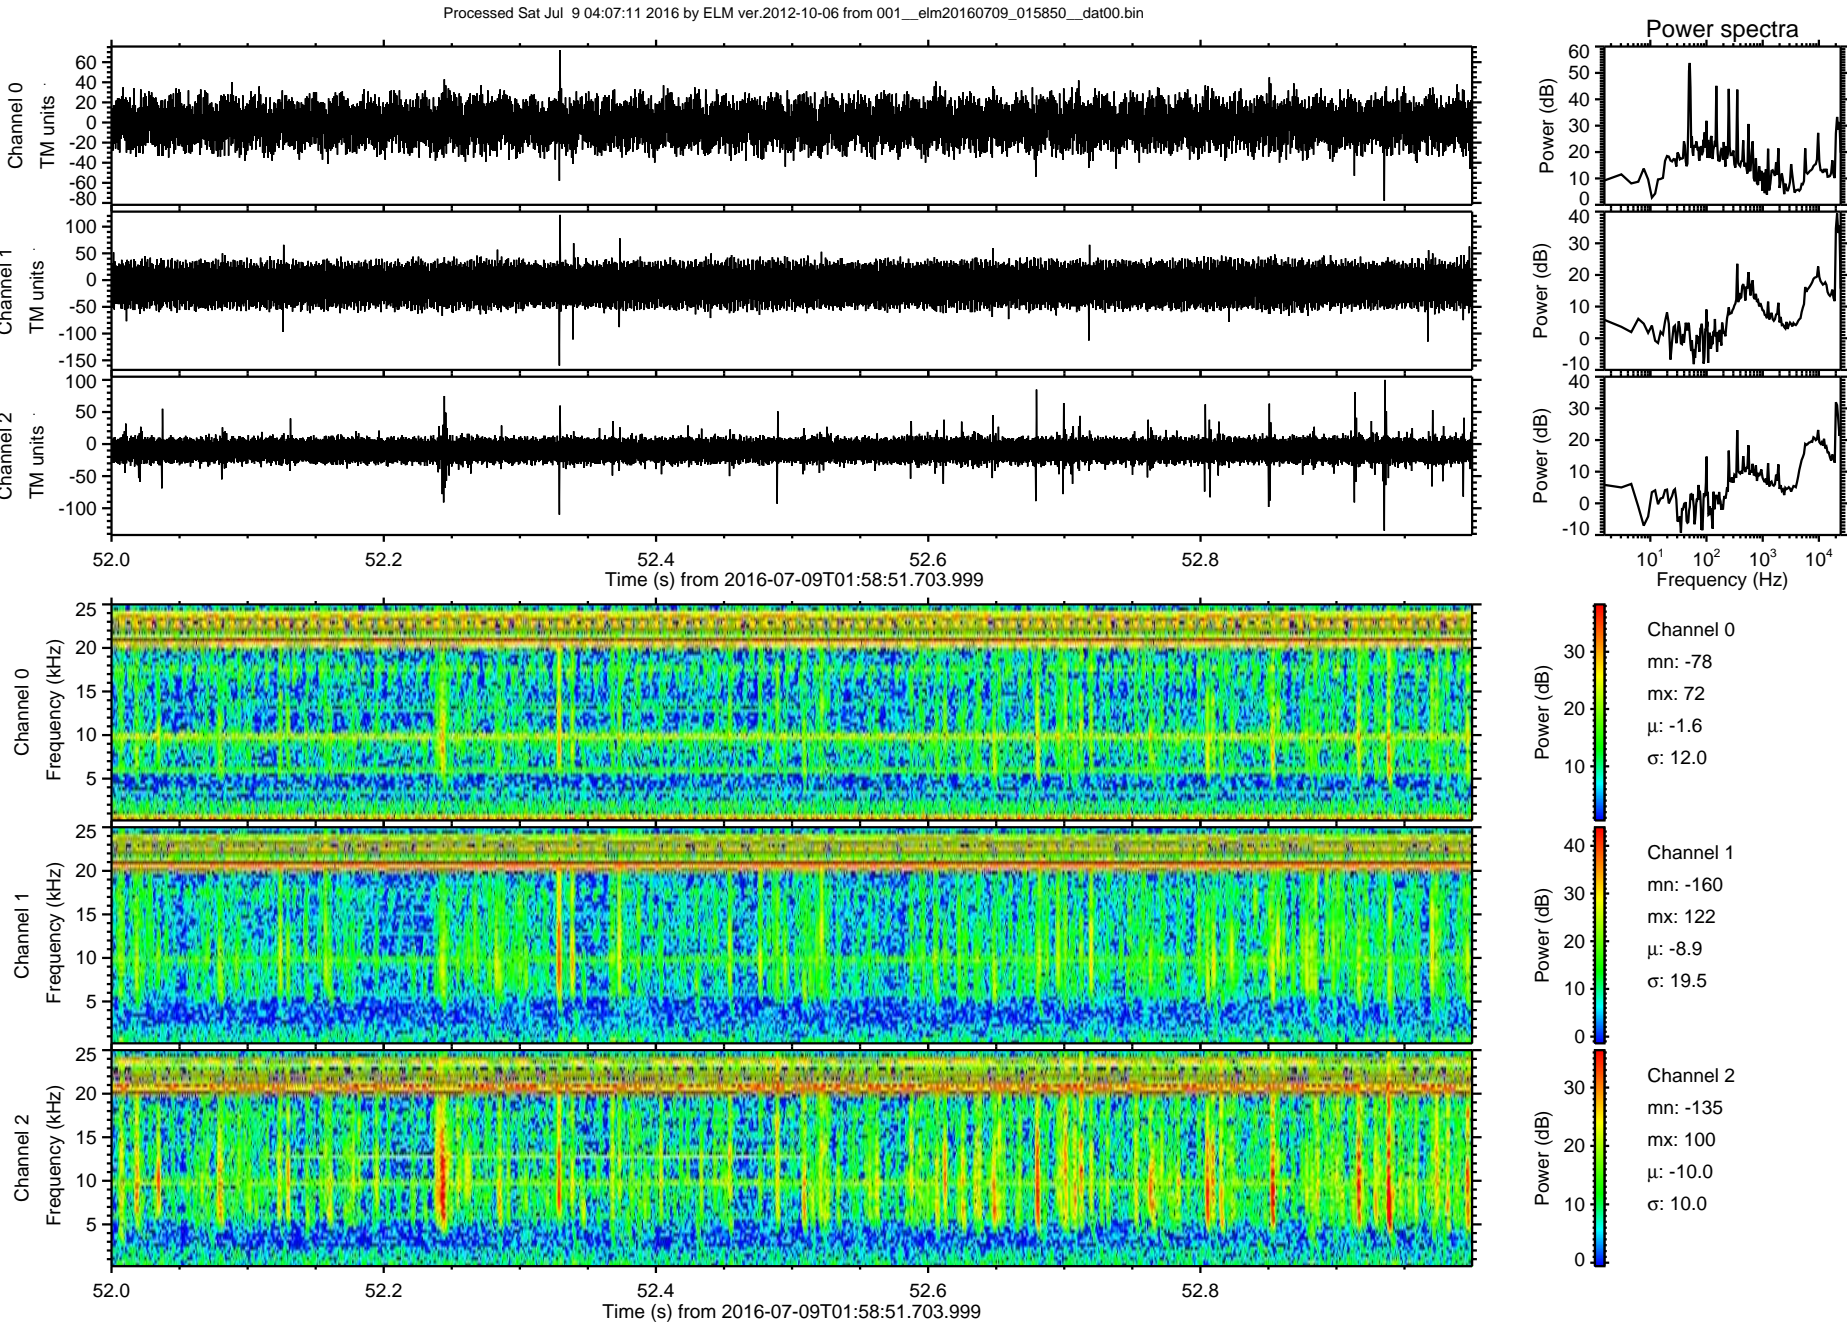 Processed Sat Jul 9 04:07:11 2016 by ELM ver.2012-10-06 from 001__elm20160709_015850__dat00.bin
Power spectra
Channel 0
TM units
60
40
20
0
-20
-40
-60
-80
Power (dB)
60
50
40
30
20
10
0
Channel 1
TM units
100
50
0
-50
-100
-150
Power (dB)
40
30
20
10
0
-10
Channel 2
TM units
100
50
0
-50
-100
Power (dB)
40
30
20
10
0
-10
52.0 52.2 52.4 52.6 52.8
Time (s) from 2016-07-09T01:58:51.703.999
10¹ 10² 10³ 10⁴
Frequency (Hz)
Channel 0
Frequency (kHz)
25
20
15
10
5
Power (dB)
30
20
10
Channel 0
mn: -78
mx: 72
μ: -1.6
σ: 12.0
Channel 1
Frequency (kHz)
25
20
15
10
5
Power (dB)
40
30
20
10
0
Channel 1
mn: -160
mx: 122
μ: -8.9
σ: 19.5
Channel 2
Frequency (kHz)
25
20
15
10
5
Power (dB)
30
20
10
0
Channel 2
mn: -135
mx: 100
μ: -10.0
σ: 10.0
52.0 52.2 52.4 52.6 52.8
Time (s) from 2016-07-09T01:58:51.703.999